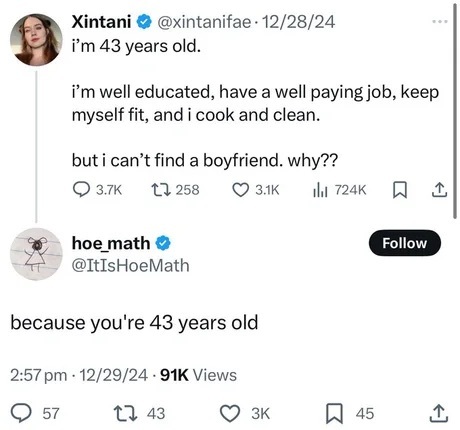 Xintani @xintanifae · 12/28/24
i'm 43 years old.
i'm well educated, have a well paying job, keep
myself fit, and i cook and clean.
but i can't find a boyfriend. why??
3.7K 258 3.1K 724K
hoe_math
Follow
@ItIsHoeMath
because you're 43 years old
2:57 pm · 12/29/24 · 91K Views
57 43 3K 45